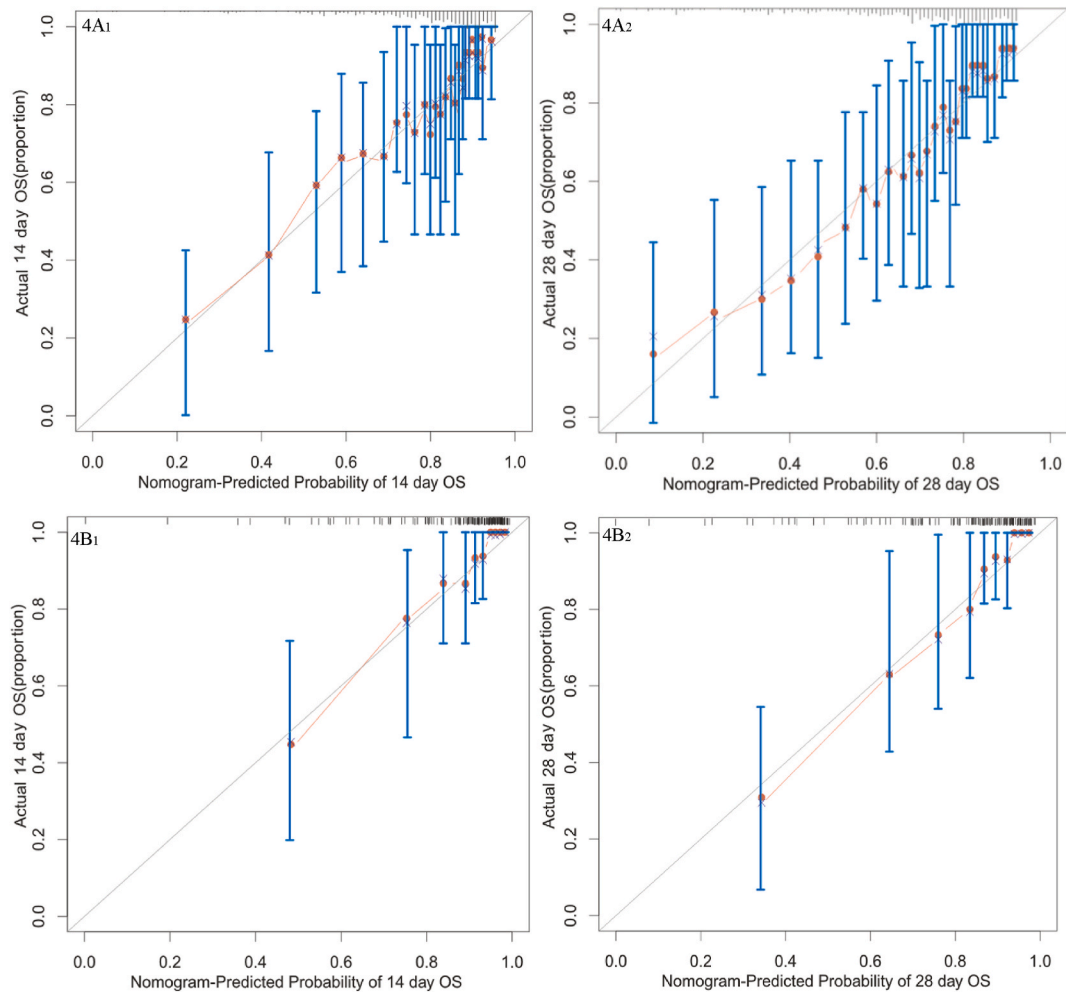 4A1
Actual 14 day OS(proportion)
1.0
0.8
0.6
0.4
0.2
0.0
0.0 0.2 0.4 0.6 0.8 1.0
Nomogram-Predicted Probability of 14 day OS
4A2
Actual 28 day OS(proportion)
1.0
0.8
0.6
0.4
0.2
0.0
0.0 0.2 0.4 0.6 0.8 1.0
Nomogram-Predicted Probability of 28 day OS
4B1
Actual 14 day OS(proportion)
1.0
0.8
0.6
0.4
0.2
0.0
0.0 0.2 0.4 0.6 0.8 1.0
Nomogram-Predicted Probability of 14 day OS
4B2
Actual 28 day OS(proportion)
1.0
0.8
0.6
0.4
0.2
0.0
0.0 0.2 0.4 0.6 0.8 1.0
Nomogram-Predicted Probability of 28 day OS